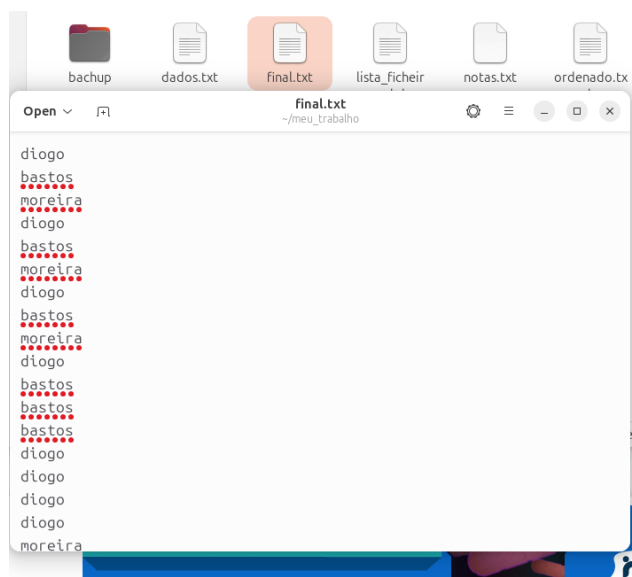 bachup
dados.txt
final.txt
lista_ficheir
notas.txt
ordenado.tx
Open
final.txt
~/meu_trabalho
diogo
bastos
moreira
diogo
bastos
moreira
diogo
bastos
moreira
diogo
bastos
bastos
bastos
diogo
diogo
diogo
diogo
moreira